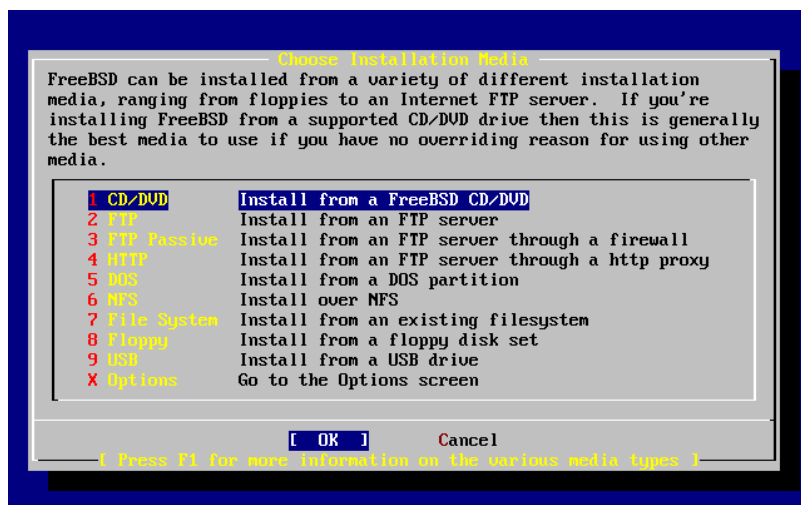 Choose Installation Media
FreeBSD can be installed from a variety of different installation
media, ranging from floppies to an Internet FTP server.  If you're
installing FreeBSD from a supported CD/DVD drive then this is generally
the best media to use if you have no overriding reason for using other
media.
1 CD/DVD Install from a FreeBSD CD/DVD
2 FTP Install from an FTP server
3 FTP Passive Install from an FTP server through a firewall
4 HTTP Install from an FTP server through a http proxy
5 DOS Install from a DOS partition
6 NFS Install over NFS
7 File System Install from an existing filesystem
8 Floppy Install from a floppy disk set
9 USB Install from a USB drive
X Options Go to the Options screen
[ OK ] Cancel
[ Press F1 for more information on the various media types ]